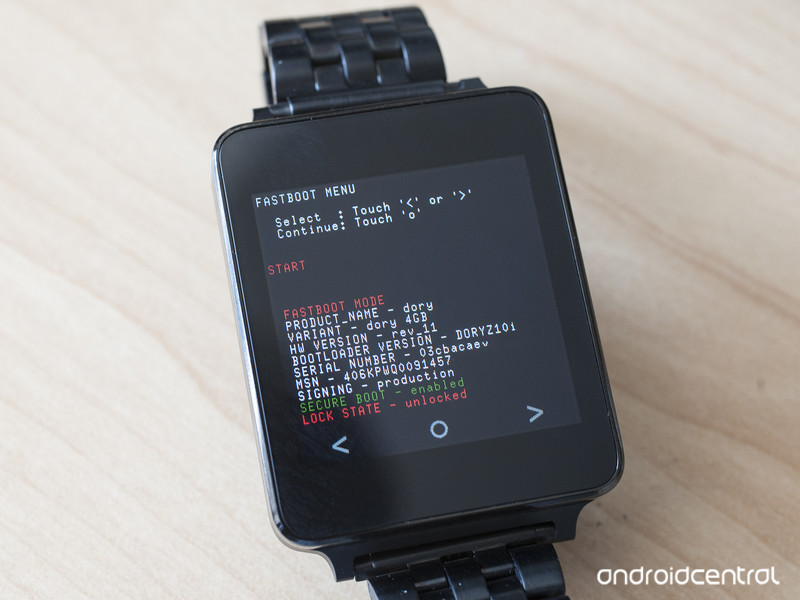 FASTBOOT MENU
Select : Touch '<' or '>'
Continue: Touch 'o'
START
FASTBOOT MODE
PRODUCT_NAME - dory
VARIANT - dory 4GB
HW VERSION - rev_11
BOOTLOADER VERSION - DORYZ10i
SERIAL NUMBER - 03cbacaev
MSN - 406KPWQ0091457
SIGNING - production
SECURE BOOT - enabled
LOCK STATE - unlocked
androidcentral